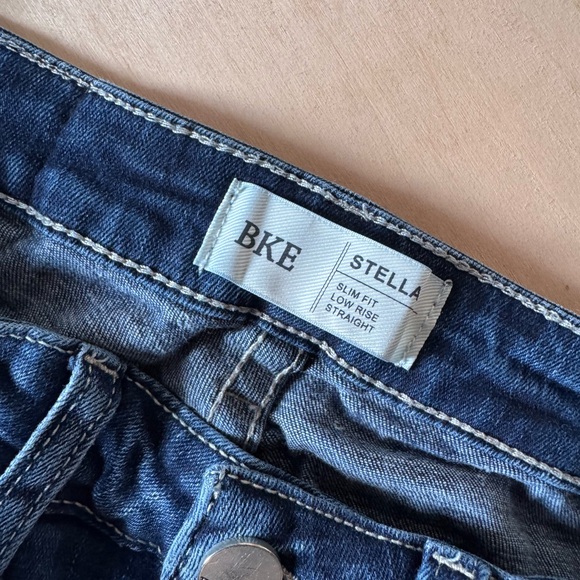 BKE
STELLA
SLIM FIT
LOW RISE
STRAIGHT